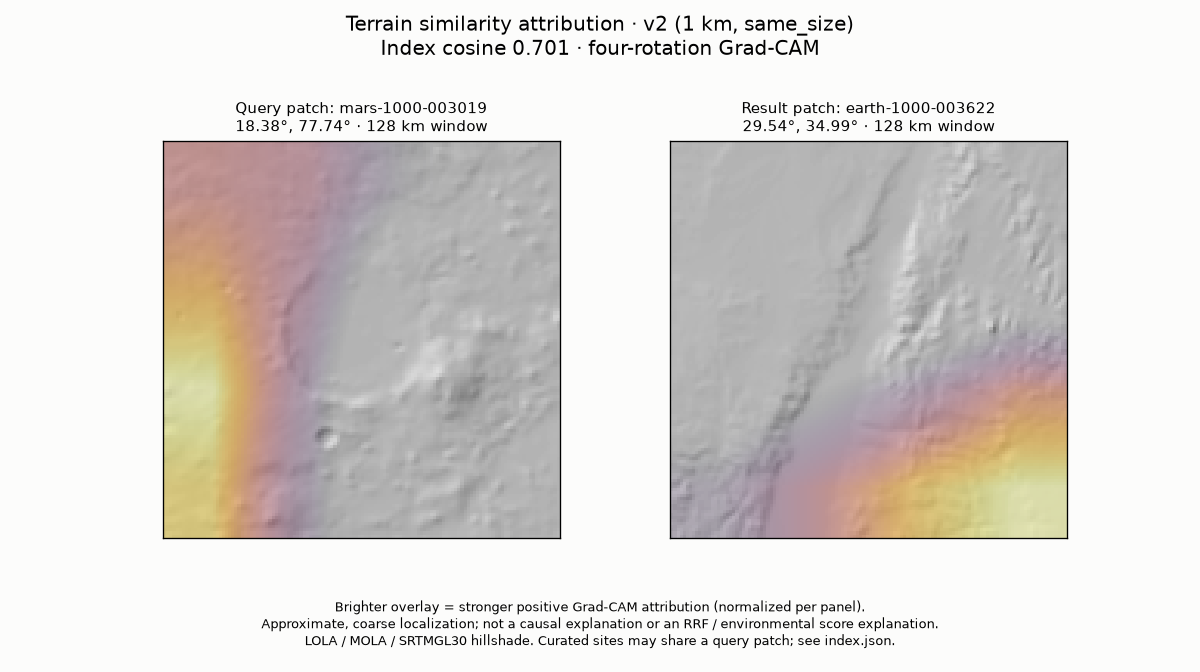 Terrain similarity attribution · v2 (1 km, same_size)
Index cosine 0.701 · four-rotation Grad-CAM
Query patch: mars-1000-003019
18.38°, 77.74° · 128 km window
Result patch: earth-1000-003622
29.54°, 34.99° · 128 km window
Brighter overlay = stronger positive Grad-CAM attribution (normalized per panel).
Approximate, coarse localization; not a causal explanation or an RRF / environmental score explanation.
LOLA / MOLA / SRTMGL30 hillshade. Curated sites may share a query patch; see index.json.